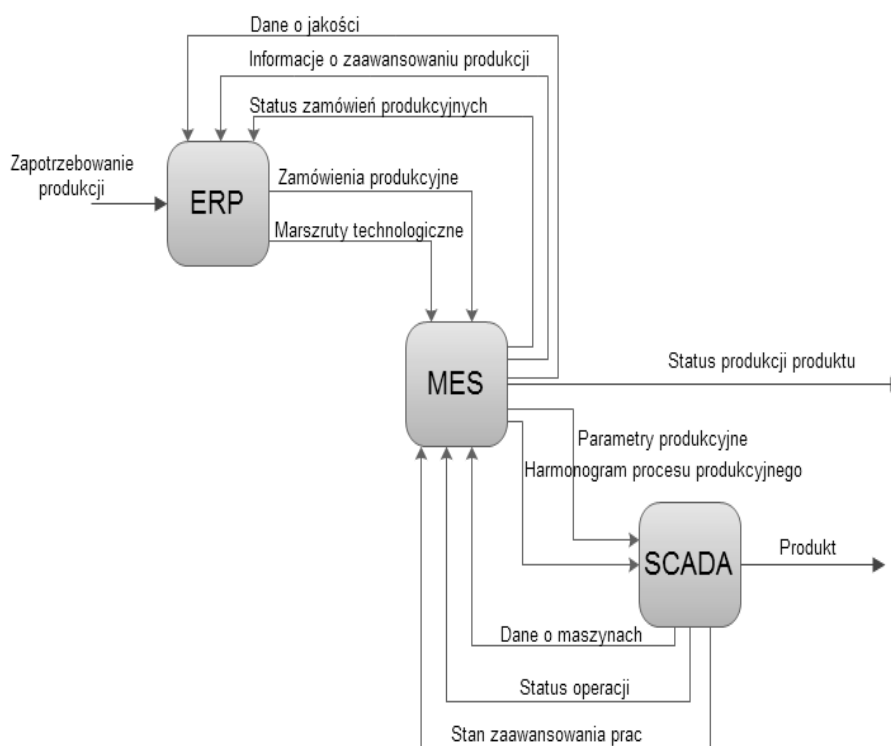 Dane o jakości
Informacje o zaawansowaniu produkcji
Status zamówień produkcyjnych
Zapotrzebowanie
produkcji
ERP
Zamówienia produkcyjne
Marszruty technologiczne
MES
Status produkcji produktu
Parametry produkcyjne
Harmonogram procesu produkcyjnego
SCADA
Produkt
Dane o maszynach
Status operacji
Stan zaawansowania prac